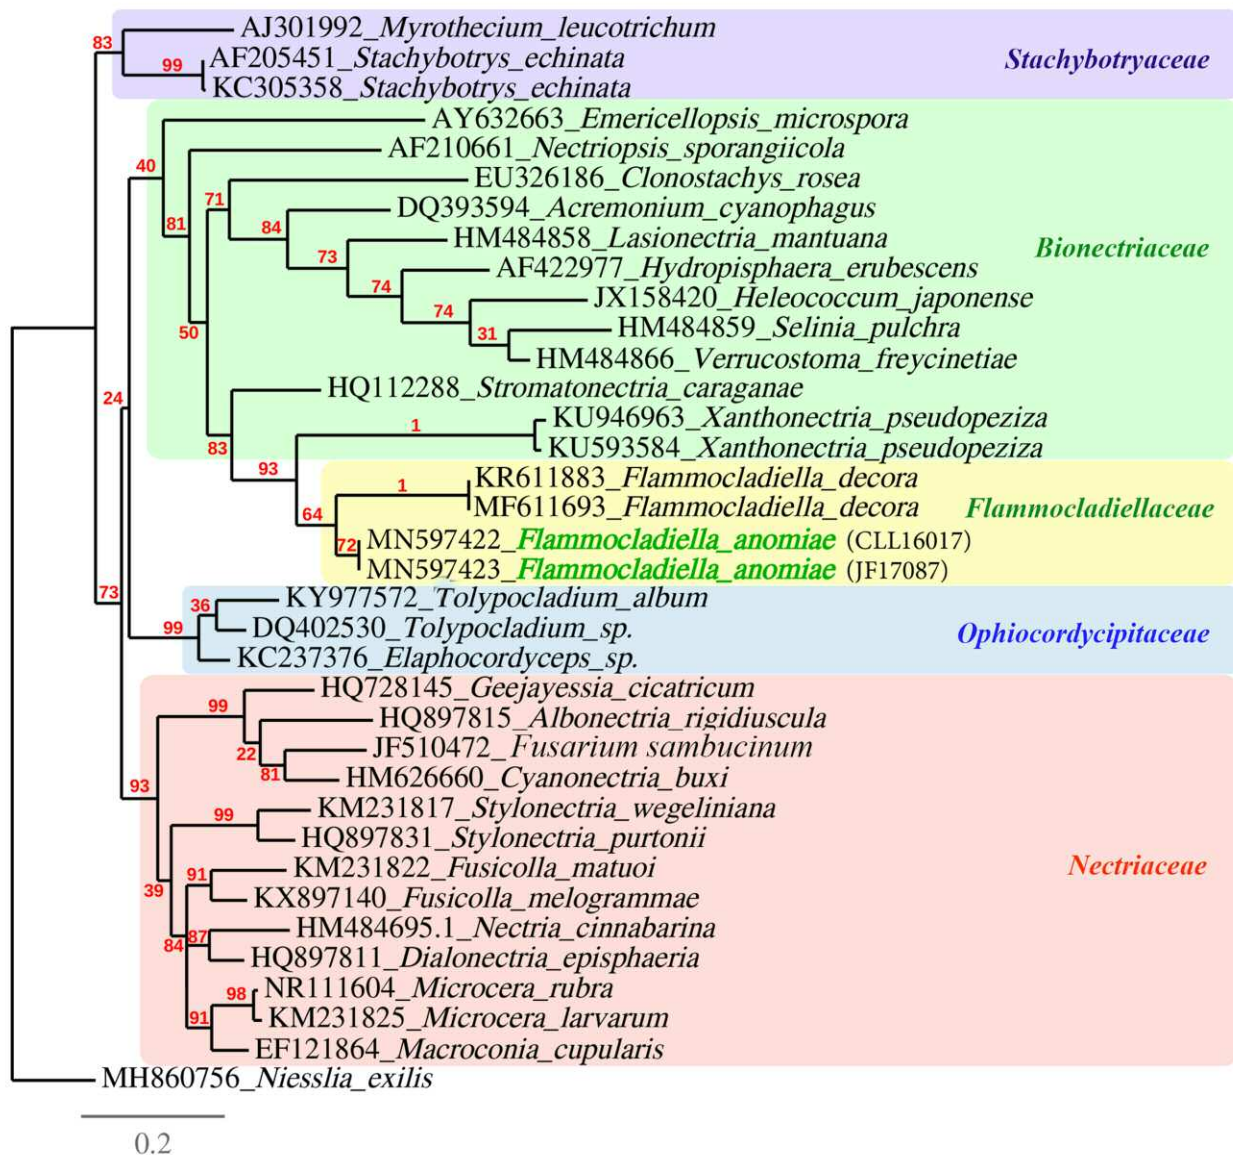 83
AJ301992_Myrothecium_leucotrichum
99
AF205451_Stachybotrys_echinata
Stachybotryaceae
KC305358_Stachybotrys_echinata
AY632663_Emericellopsis_microspora
40
AF210661_Nectriopsis_sporangiicola
71
EU326186_Clonostachys_rosea
81
84
DQ393594_Acremonium_cyanophagus
73
HM484858_Lasionectria_mantuana
Bionectriaceae
74
AF422977_Hydropisphaera_erubescens
74
JX158420_Heleococcum_japonense
50
31
HM484859_Selinia_pulchra
HM484866_Verrucostoma_freycinetiae
24
HQ112288_Stromatonectria_caraganae
1
KU946963_Xanthonectria_pseudopeziza
83
KU593584_Xanthonectria_pseudopeziza
93
KR611883_Flammocladiella_decora
1
MF611693_Flammocladiella_decora
Flammocladiellaceae
64
MN597422_Flammocladiella_anomiae (CLL16017)
72
MN597423_Flammocladiella_anomiae (JF17087)
73
36
KY977572_Tolypocladium_album
99
DQ402530_Tolypocladium_sp.
Ophiocordycipitaceae
KC237376_Elaphocordyceps_sp.
HQ728145_Geejayessia_cicatricum
99
HQ897815_Albonectria_rigidiuscula
22
JF510472_Fusarium sambucinum
81
HM626660_Cyanonectria_buxi
93
KM231817_Stylonectria_wegeliniana
99
HQ897831_Stylonectria_purtonii
KM231822_Fusicolla_matuoi
Nectriaceae
39
91
KX897140_Fusicolla_melogrammae
HM484695.1_Nectria_cinnabarina
84
87
HQ897811_Dialonectria_episphaeria
98
NR111604_Microcera_rubra
91
KM231825_Microcera_larvarum
EF121864_Macroconia_cupularis
MH860756_Niesslia_exilis
0.2